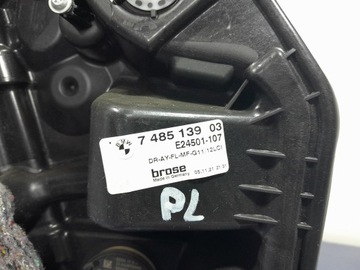 7 485 139 03
E24501-107
DR-AY-FL-MF-G11.12LCI
brose
Made in Germany
PL